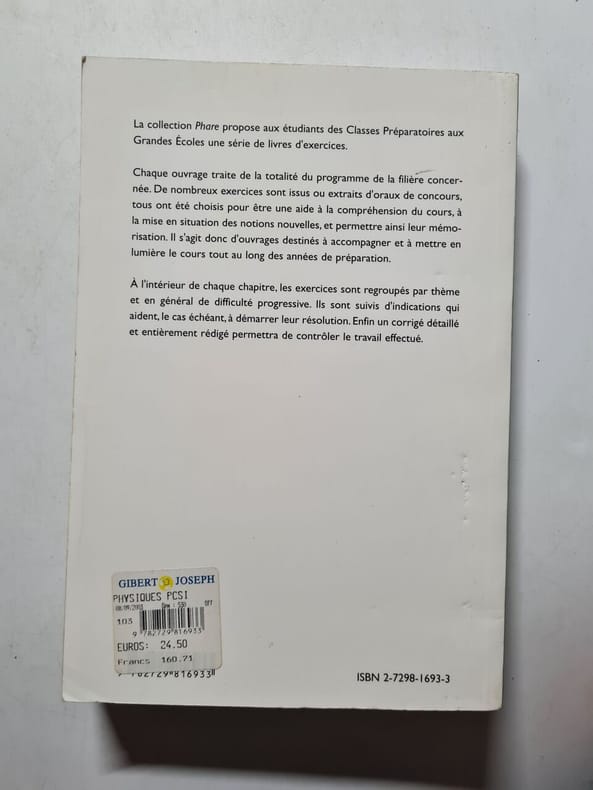 La collection Phare propose aux étudiants des Classes Préparatoires aux
Grandes Écoles une série de livres d'exercices.
Chaque ouvrage traite de la totalité du programme de la filière concer-
née. De nombreux exercices sont issus ou extraits d'oraux de concours,
tous ont été choisis pour être une aide à la compréhension du cours, à
la mise en situation des notions nouvelles, et permettre ainsi leur mémo-
risation. Il s'agit donc d'ouvrages destinés à accompagner et à mettre en
lumière le cours tout au long des années de préparation.
À l'intérieur de chaque chapitre, les exercices sont regroupés par thème
et en général de difficulté progressive. Ils sont suivis d'indications qui
aident, le cas échéant, à démarrer leur résolution. Enfin un corrigé détaillé
et entièrement rédigé permettra de contrôler le travail effectué.
GIBERT JOSEPH
PHYSIQUES PCSI
103
9 782729 816933
EUROS: 24.50
Francs 160.71
9 782729 816933
ISBN 2-7298-1693-3